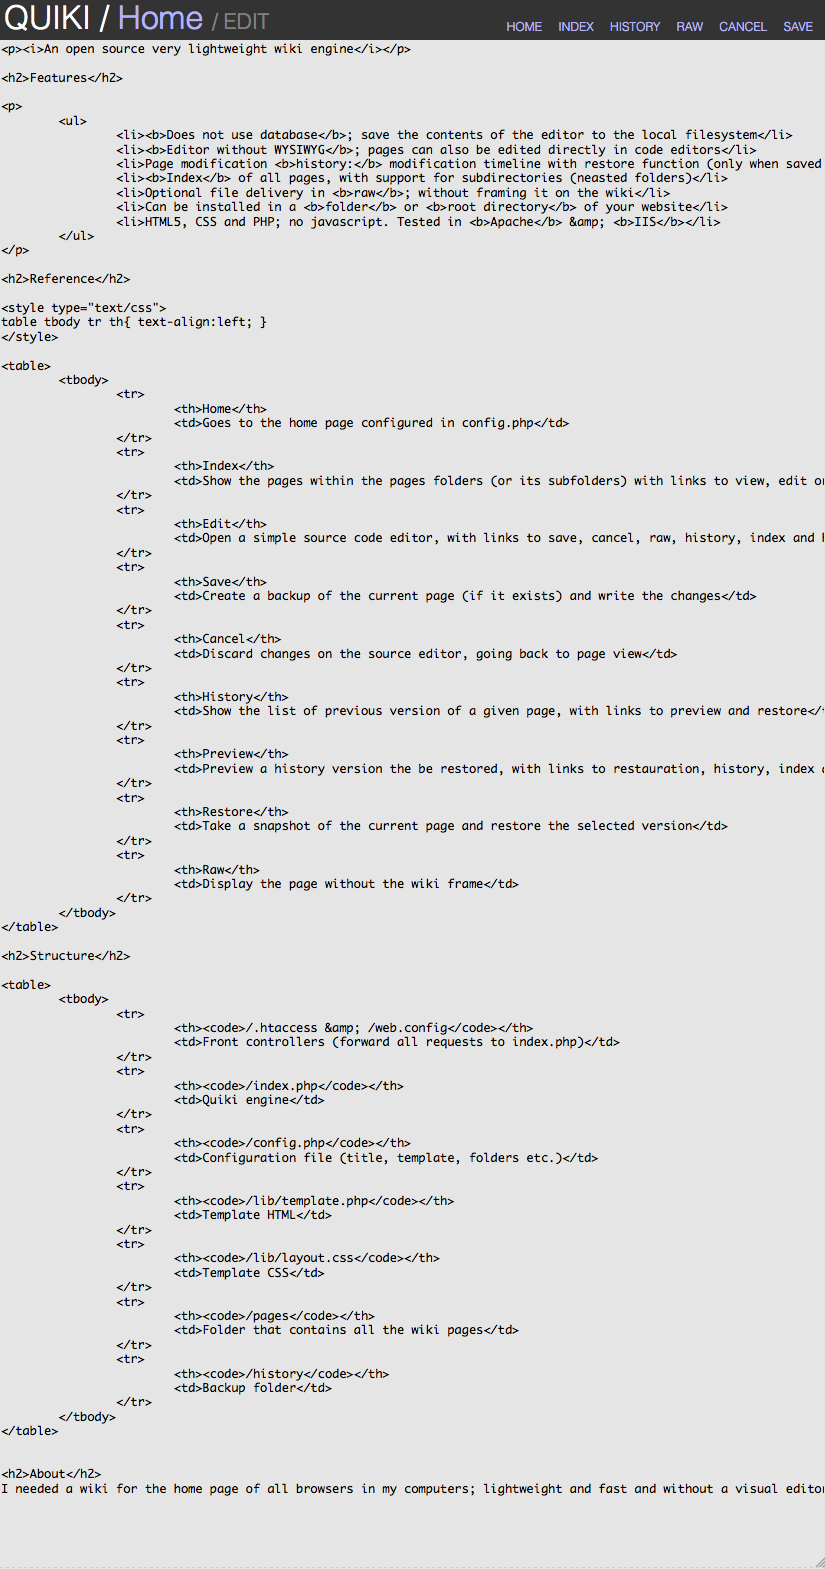 QUIKI / Home / EDIT
HOME INDEX HISTORY RAW CANCEL SAVE
<p><i>An open source very lightweight wiki engine</i></p>
<h2>Features</h2>
<p>
<ul>
<li><b>Does not use database</b>; save the contents of the editor to the local filesystem</li>
<li><b>Editor without WYSIWYG</b>; pages can also be edited directly in code editors</li>
<li>Page modification <b>history:</b> modification timeline with restore function (only when saved
<li><b>Index</b> of all pages, with support for subdirectories (neasted folders)</li>
<li>Optional file delivery in <b>raw</b>; without framing it on the wiki</li>
<li>Can be installed in a <b>folder</b> or <b>root directory</b> of your website</li>
<li>HTML5, CSS and PHP; no javascript. Tested in <b>Apache</b> &amp; <b>IIS</b></li>
</ul>
</p>
<h2>Reference</h2>
<style type="text/css">
table tbody tr th{ text-align:left; }
</style>
<table>
<tbody>
<tr>
<th>Home</th>
<td>Goes to the home page configured in config.php</td>
</tr>
<tr>
<th>Index</th>
<td>Show the pages within the pages folders (or its subfolders) with links to view, edit or
</tr>
<tr>
<th>Edit</th>
<td>Open a simple source code editor, with links to save, cancel, raw, history, index and
</tr>
<tr>
<th>Save</th>
<td>Create a backup of the current page (if it exists) and write the changes</td>
</tr>
<tr>
<th>Cancel</th>
<td>Discard changes on the source editor, going back to page view</td>
</tr>
<tr>
<th>History</th>
<td>Show the list of previous version of a given page, with links to preview and restore</
</tr>
<tr>
<th>Preview</th>
<td>Preview a history version the be restored, with links to restauration, history, index
</tr>
<tr>
<th>Restore</th>
<td>Take a snapshot of the current page and restore the selected version</td>
</tr>
<tr>
<th>Raw</th>
<td>Display the page without the wiki frame</td>
</tr>
</tbody>
</table>
<h2>Structure</h2>
<table>
<tbody>
<tr>
<th><code>/.htaccess &amp; /web.config</code></th>
<td>Front controllers (forward all requests to index.php)</td>
</tr>
<tr>
<th><code>/index.php</code></th>
<td>Quiki engine</td>
</tr>
<tr>
<th><code>/config.php</code></th>
<td>Configuration file (title, template, folders etc.)</td>
</tr>
<tr>
<th><code>/lib/template.php</code></th>
<td>Template HTML</td>
</tr>
<tr>
<th><code>/lib/layout.css</code></th>
<td>Template CSS</td>
</tr>
<tr>
<th><code>/pages</code></th>
<td>Folder that contains all the wiki pages</td>
</tr>
<tr>
<th><code>/history</code></th>
<td>Backup folder</td>
</tr>
</tbody>
</table>
<h2>About</h2>
I needed a wiki for the home page of all browsers in my computers; lightweight and fast and without a visual editor